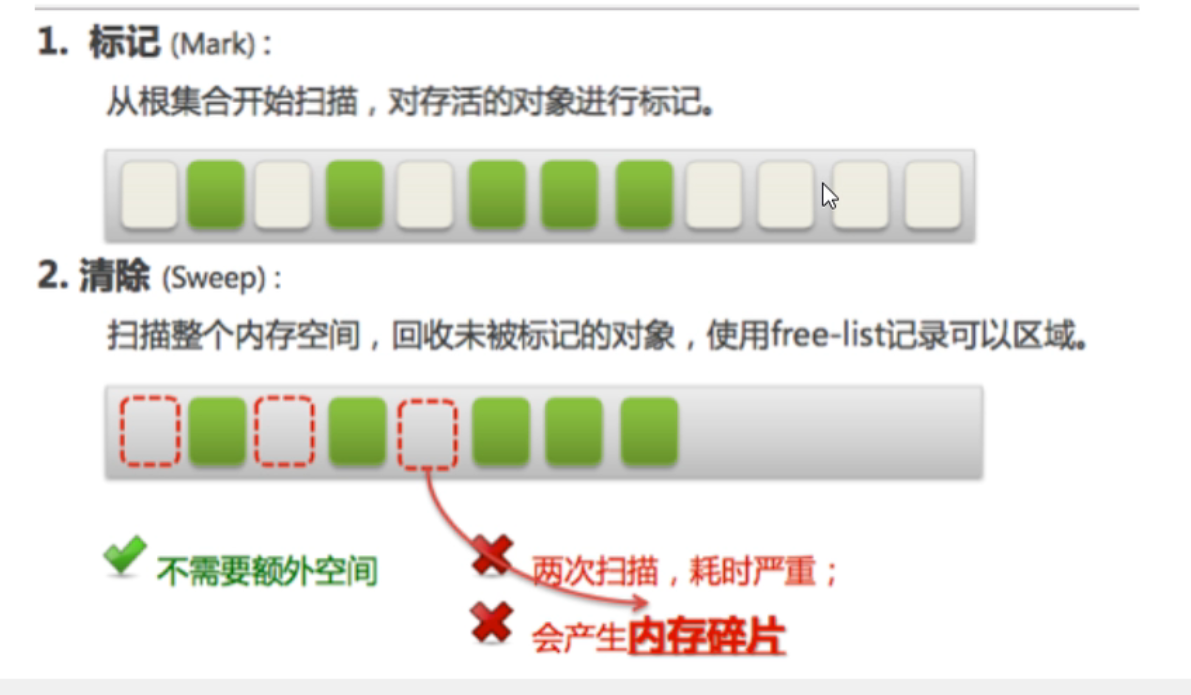 1. 标记 (Mark)：
从根集合开始扫描，对存活的对象进行标记。
2. 清除 (Sweep)：
扫描整个内存空间，回收未被标记的对象，使用free-list记录可以区域。
不需要额外空间
两次扫描，耗时严重；
会产生内存碎片